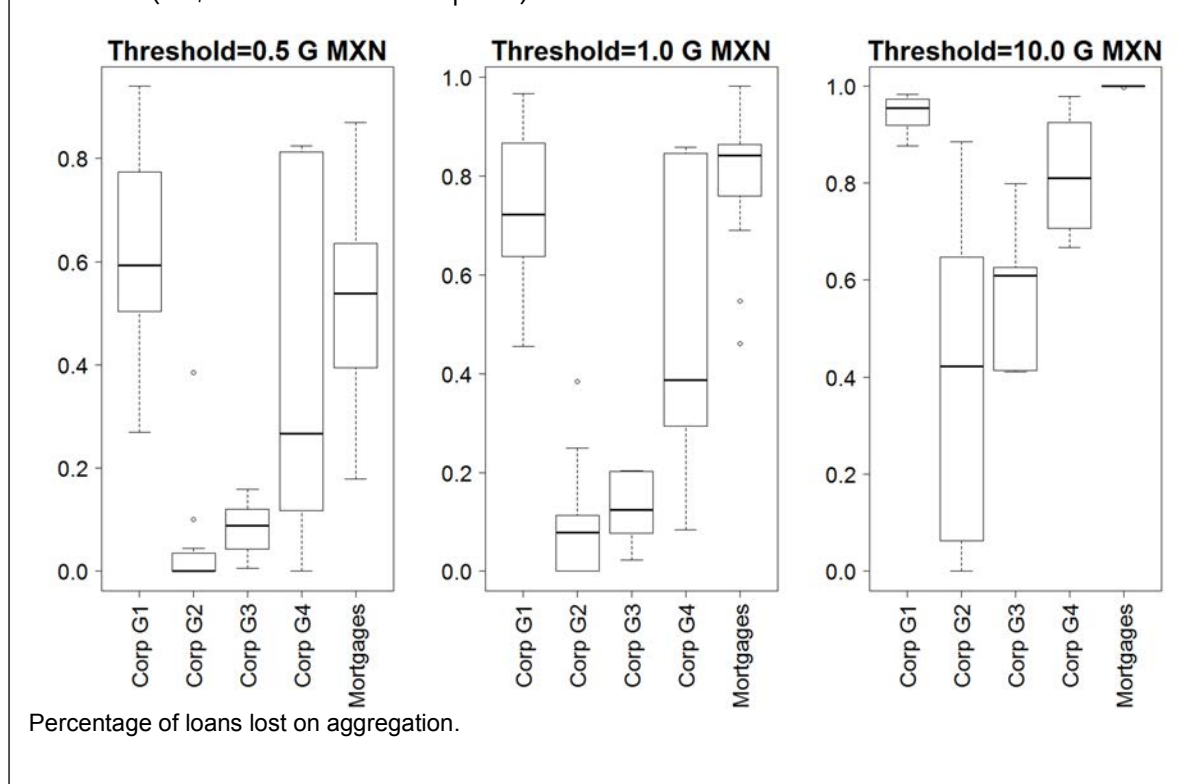 Threshold=0.5 G MXN
0.8
0.6
0.4
0.2
0.0
Corp G1
Corp G2
Corp G3
Corp G4
Mortgages
Threshold=1.0 G MXN
1.0
0.8
0.6
0.4
0.2
0.0
Corp G1
Corp G2
Corp G3
Corp G4
Mortgages
Threshold=10.0 G MXN
1.0
0.8
0.6
0.4
0.2
0.0
Corp G1
Corp G2
Corp G3
Corp G4
Mortgages
Percentage of loans lost on aggregation.